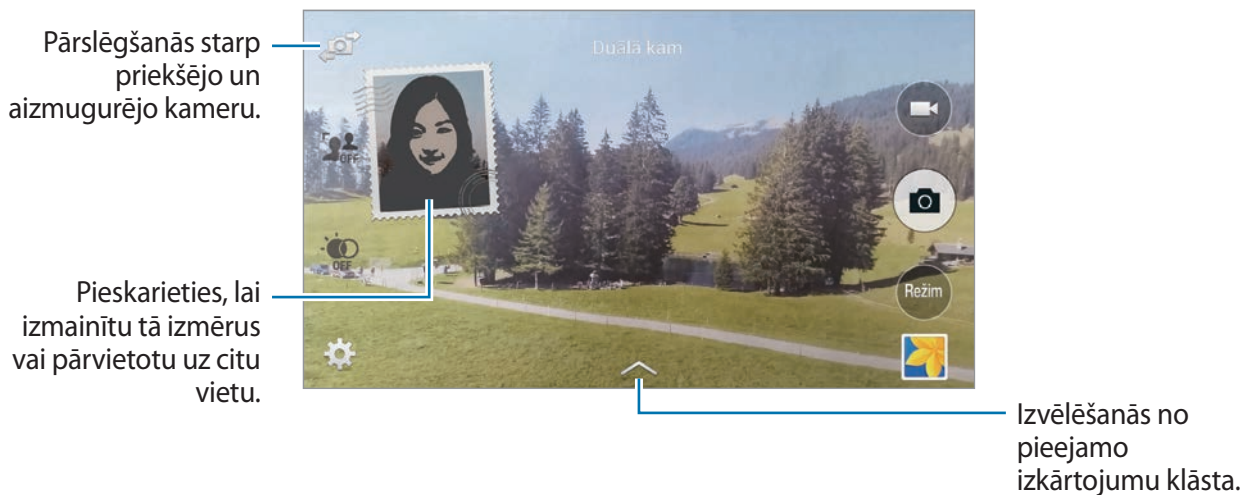 Pārslēgšanās starp
priekšējo un
aizmugurējo kameru.
Duālā kam
OFF
OFF
Pieskarieties, lai
izmainītu tā izmērus
vai pārvietotu uz citu
vietu.
Režīm
Izvēlēšanās no
pieejamo
izkārtojumu klāsta.